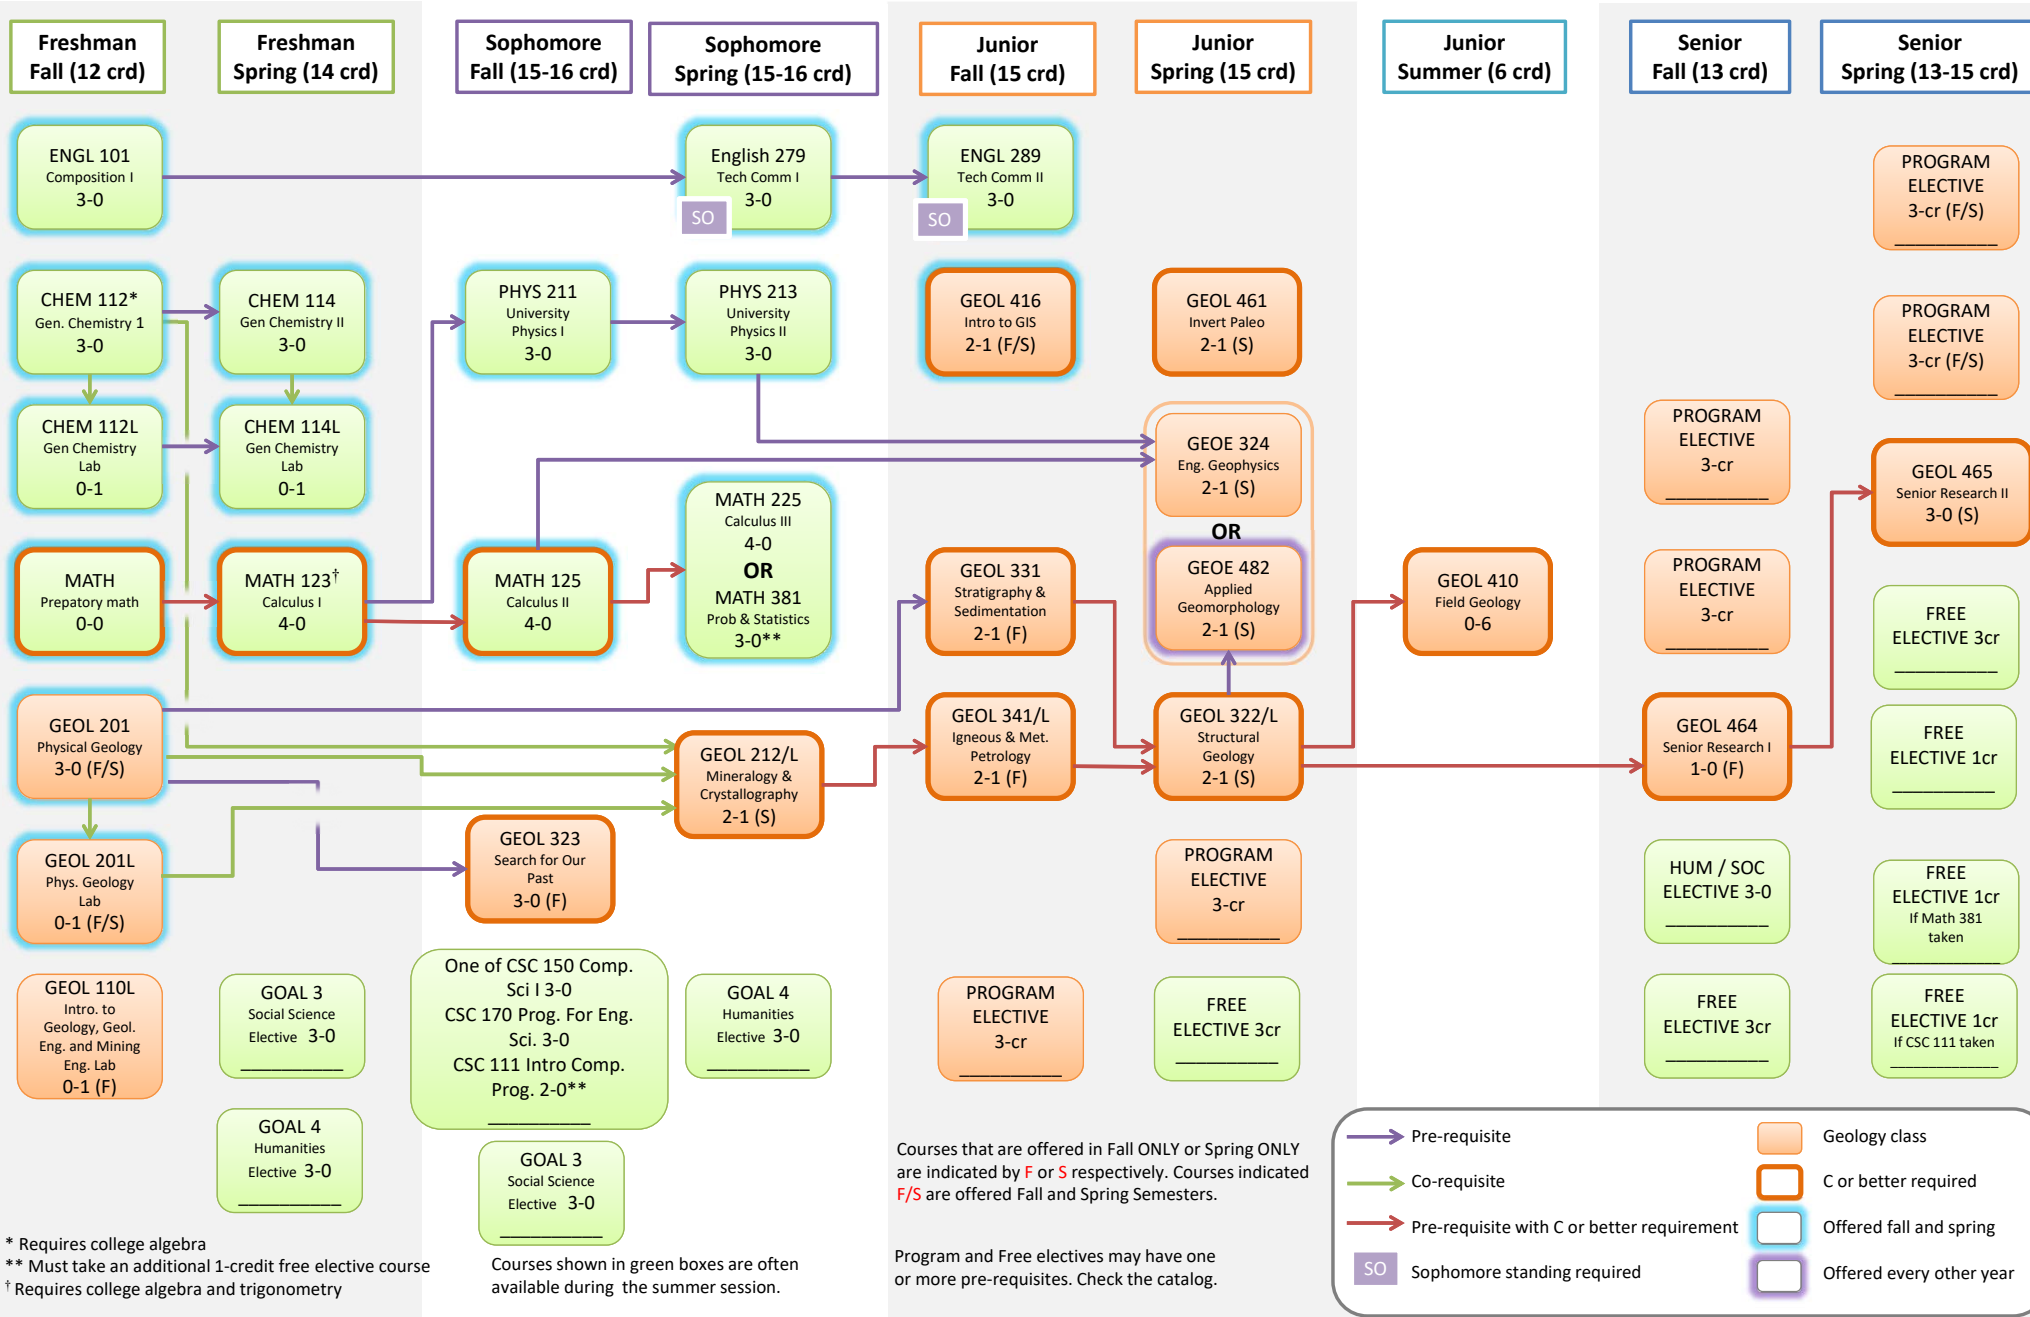 Freshman
Fall (12 crd)
Freshman
Spring (14 crd)
Sophomore
Fall (15-16 crd)
Sophomore
Spring (15-16 crd)
Junior
Fall (15 crd)
Junior
Spring (15 crd)
Junior
Summer (6 crd)
Senior
Fall (13 crd)
Senior
Spring (13-15 crd)
ENGL 101
Composition I
3-0
English 279
Tech Comm I
3-0
SO
ENGL 289
Tech Comm II
3-0
SO
PROGRAM
ELECTIVE
3-cr (F/S)
__________
CHEM 112*
Gen. Chemistry 1
3-0
CHEM 114
Gen Chemistry II
3-0
PHYS 211
University
Physics I
3-0
PHYS 213
University
Physics II
3-0
GEOL 416
Intro to GIS
2-1 (F/S)
GEOL 461
Invert Paleo
2-1 (S)
PROGRAM
ELECTIVE
3-cr (F/S)
__________
CHEM 112L
Gen Chemistry
Lab
0-1
CHEM 114L
Gen Chemistry
Lab
0-1
GEOE 324
Eng. Geophysics
2-1 (S)
OR
GEOE 482
Applied
Geomorphology
2-1 (S)
PROGRAM
ELECTIVE
3-cr
__________
GEOL 465
Senior Research II
3-0 (S)
MATH
Prepatory math
0-0
MATH 123†
Calculus I
4-0
MATH 125
Calculus II
4-0
MATH 225
Calculus III
4-0
OR
MATH 381
Prob & Statistics
3-0**
GEOL 331
Stratigraphy &
Sedimentation
2-1 (F)
GEOL 410
Field Geology
0-6
PROGRAM
ELECTIVE
3-cr
__________
FREE
ELECTIVE 3cr
__________
GEOL 201
Physical Geology
3-0 (F/S)
GEOL 212/L
Mineralogy &
Crystallography
2-1 (S)
GEOL 341/L
Igneous & Met.
Petrology
2-1 (F)
GEOL 322/L
Structural
Geology
2-1 (S)
GEOL 464
Senior Research I
1-0 (F)
FREE
ELECTIVE 1cr
__________
GEOL 201L
Phys. Geology
Lab
0-1 (F/S)
GEOL 323
Search for Our
Past
3-0 (F)
PROGRAM
ELECTIVE
3-cr
__________
HUM / SOC
ELECTIVE 3-0
__________
FREE
ELECTIVE 1cr
If Math 381
taken
__________
GEOL 110L
Intro. to
Geology, Geol.
Eng. and Mining
Eng. Lab
0-1 (F)
GOAL 3
Social Science
Elective 3-0
__________
One of CSC 150 Comp.
Sci I 3-0
CSC 170 Prog. For Eng.
Sci. 3-0
CSC 111 Intro Comp.
Prog. 2-0**
__________
GOAL 4
Humanities
Elective 3-0
__________
PROGRAM
ELECTIVE
3-cr
__________
FREE
ELECTIVE 3cr
__________
FREE
ELECTIVE 3cr
__________
FREE
ELECTIVE 1cr
If CSC 111 taken
__________
GOAL 4
Humanities
Elective 3-0
__________
GOAL 3
Social Science
Elective 3-0
__________
* Requires college algebra
** Must take an additional 1-credit free elective course
† Requires college algebra and trigonometry
Courses shown in green boxes are often
available during the summer session.
Courses that are offered in Fall ONLY or Spring ONLY
are indicated by F or S respectively. Courses indicated
F/S are offered Fall and Spring Semesters.
Program and Free electives may have one
or more pre-requisites. Check the catalog.
Pre-requisite
Co-requisite
Pre-requisite with C or better requirement
SO Sophomore standing required
Geology class
C or better required
Offered fall and spring
Offered every other year